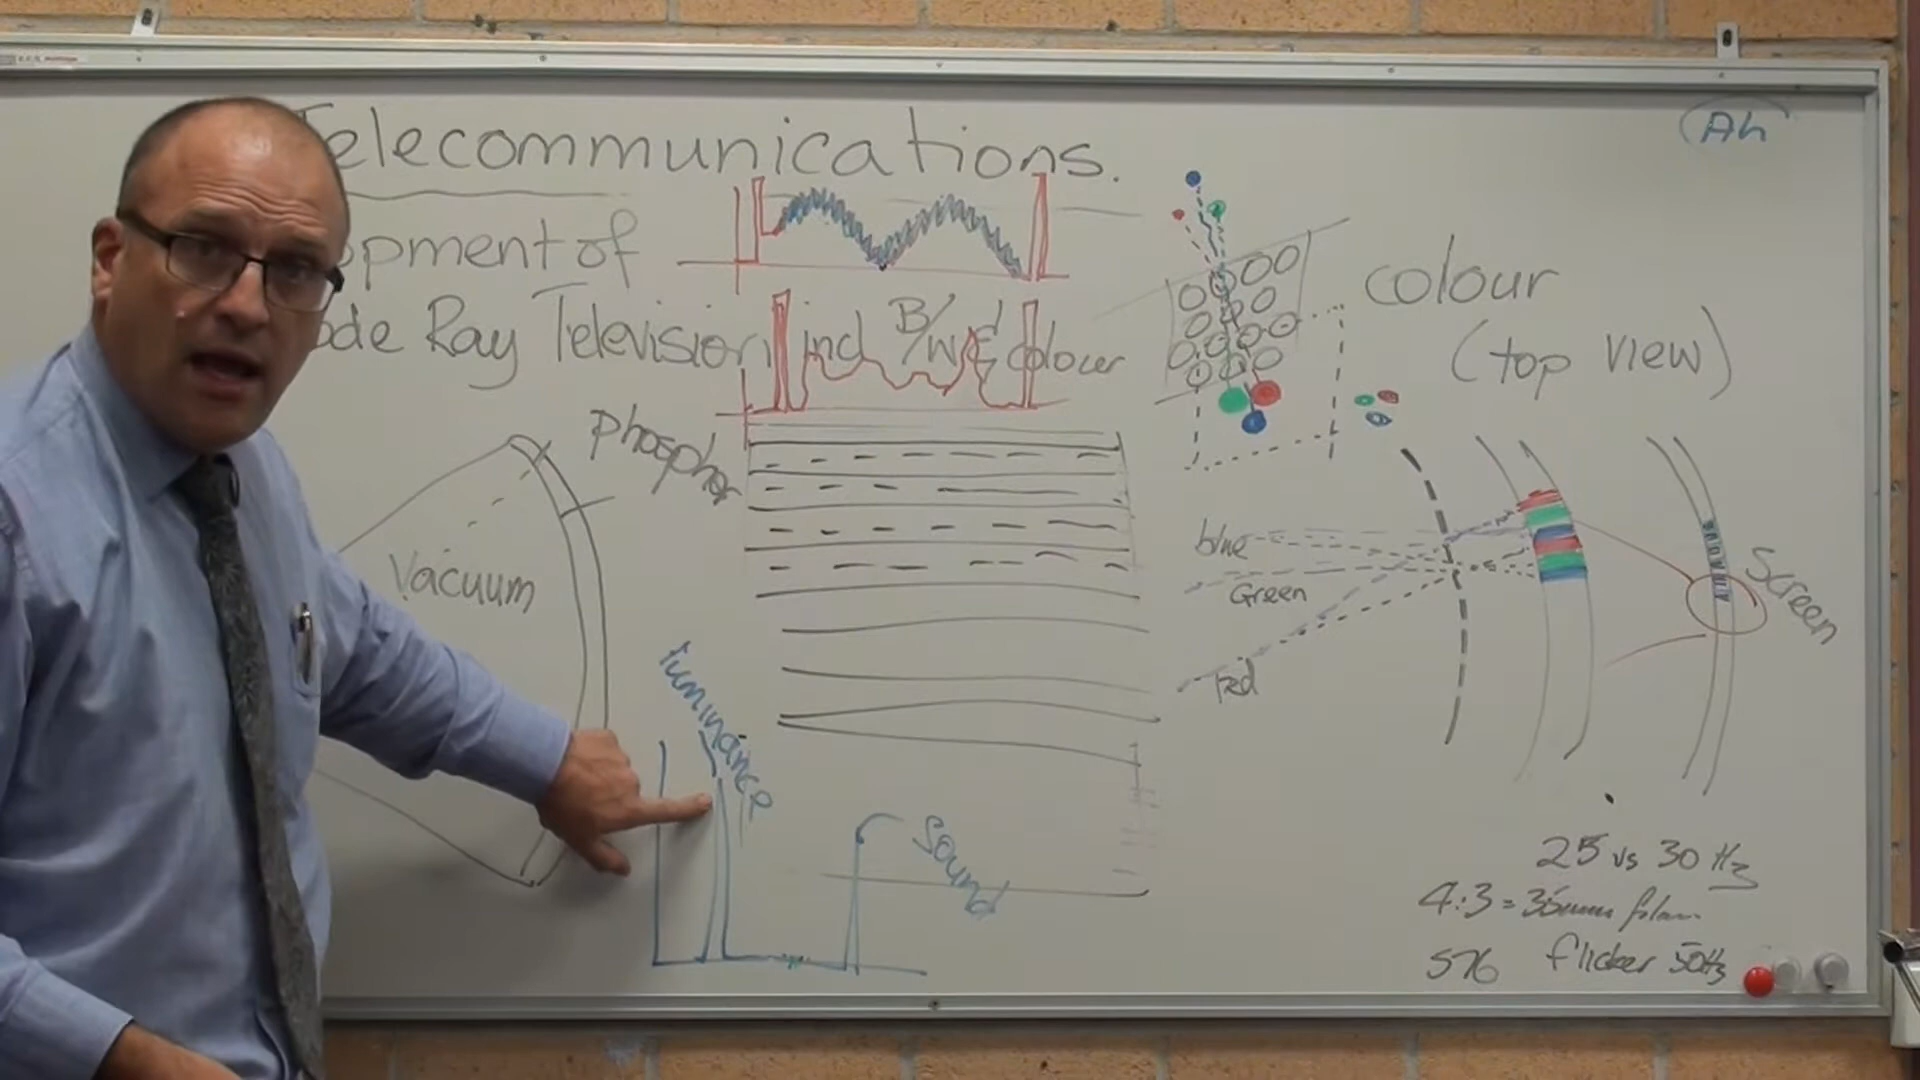 Telecommunications.
Ah
opment of
ode Ray Television incl B/W & colour
colour
(top view)
phosphor
Vacuum
blue
Green
red
Screen
luminance
Sound
25 vs 30 Hz
4:3 = 35mm film
576 flicker 50Hz